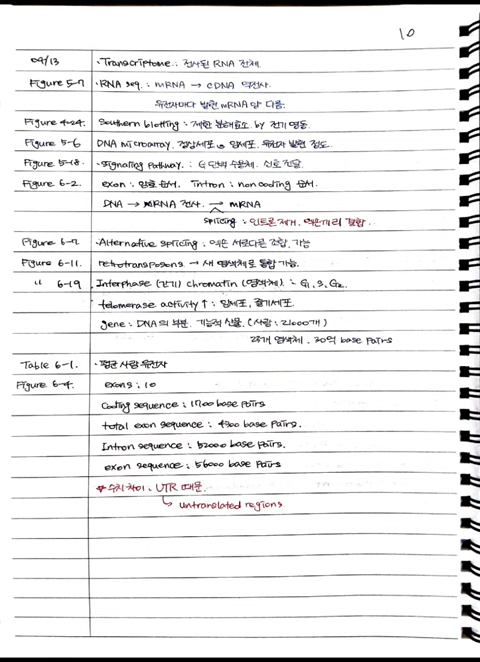 10
04/13 · Transcriptome : 전사된 RNA 전체.
Figure 5-7 · RNA seq. : mRNA → cDNA 역전사.
유전자마다 발현 mRNA 양 다름.
Figure 4-24. Southern blotting : 제한 분해효소 by 전기 영동.
Figure 5-6 DNA microarray. 정상세포 암세포. 유전자 발현 정도.
Figure 5-18. · Signaling pathway. : G 단백 수용체. 신호 전달.
Figure 6-2. exon : 암호 순서. Intron : non coding 순서.
DNA → RNA 전사. → mRNA
splicing : 인트론 제거, 엑손끼리 결합.
Figure 6-7 · Alternative splicing : 엑손 서로다른 조합. 가능
Figure 6-11. retrotransposons → 새 염색체로 통합 가능.
" 6-19 Interphase (간기) chromatin (염색체). : G₁. S. G₂.
telomerase activity ↑ : 암세포. 줄기세포.
gene : DNA의 부분. 기능적 산물. (사람 : 21000개)
23개 염색체. 30억 base pairs
Table 6-1. · 평균 사람 유전자
Figure 6-4. exons : 10
Coding sequence : 1700 base pairs
total exon sequence : 4300 base pairs.
Intron sequence : 52000 base pairs.
exon sequence : 56000 base pairs
* 수치 차이. UTR 때문.
↳ untranslated regions